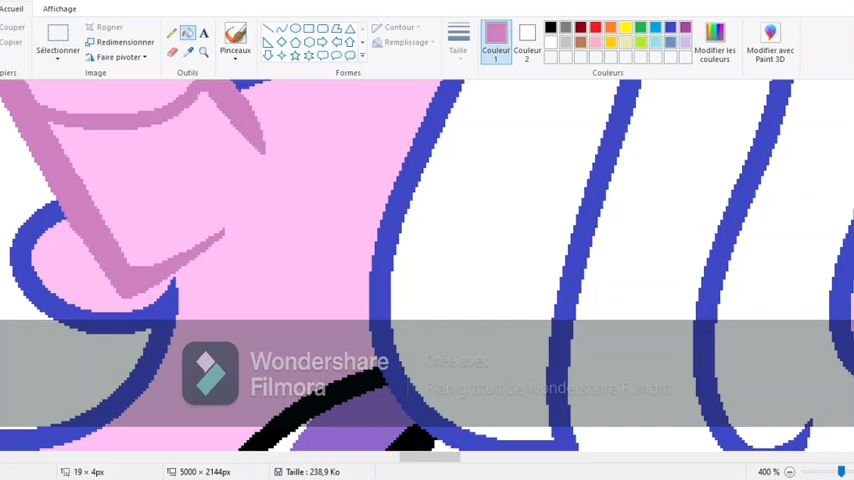 Accueil
Affichage
Couper
Copier
piers
Sélectionner
Rogner
Redimensionner
Faire pivoter
Image
A
Outils
Pinceaux
Contour
Remplissage
Formes
Taille
Couleur
1
Couleur
2
Modifier les
couleurs
Couleurs
Modifier avec
Paint 3D
Wondershare
Filmora
Créé avec
Plan gratuit de Wondershare Filmora
19 × 4px
5000 × 2144px
Taille : 238,9 Ko
400 %